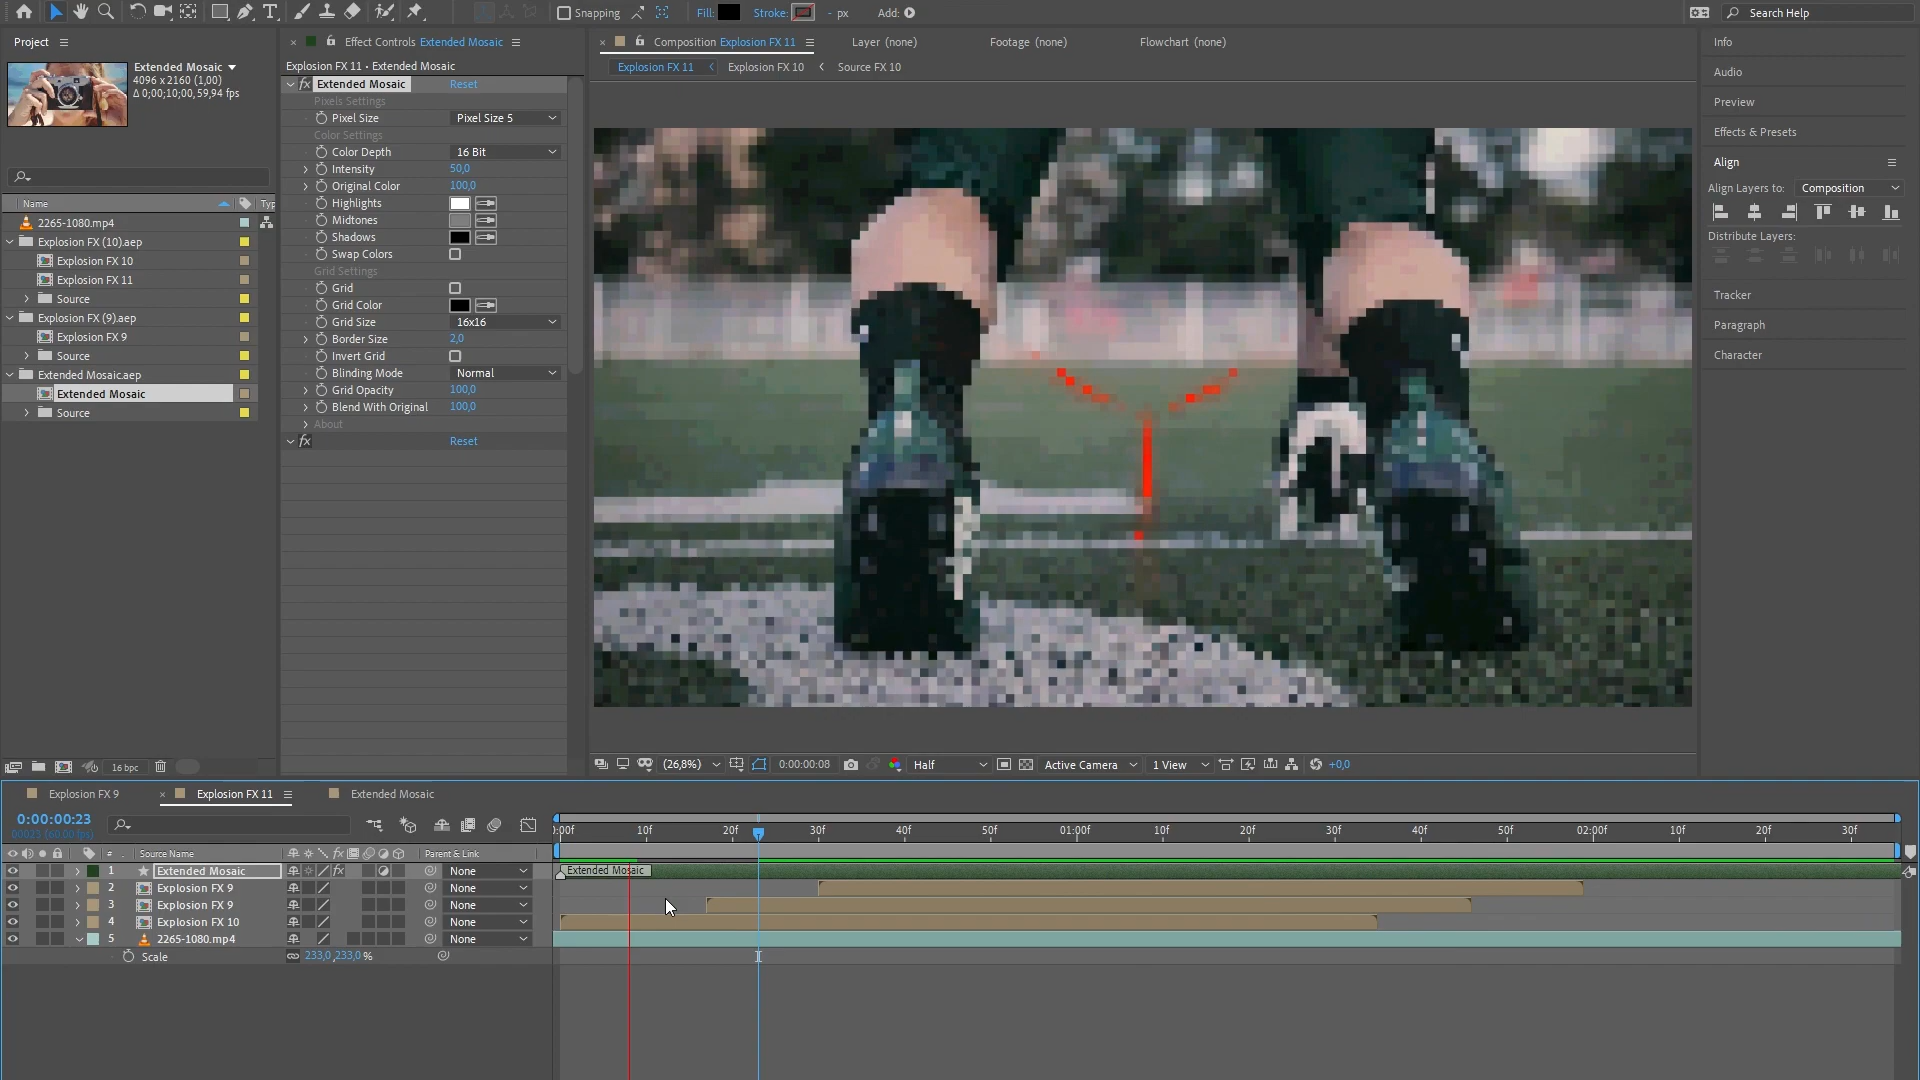 Snapping
Fill:
Stroke:
- px
Add:
Search Help
Project
Extended Mosaic
4096 x 2160 (1,00)
Δ 0;00;10;00, 59,94 fps
Name
Typ
2265-1080.mp4
Explosion FX (10).aep
Explosion FX 10
Explosion FX 11
Source
Explosion FX (9).aep
Explosion FX 9
Source
Extended Mosaic.aep
Extended Mosaic
Source
16 bpc
Effect Controls Extended Mosaic
Explosion FX 11 • Extended Mosaic
fx Extended Mosaic Reset
Pixels Settings
Pixel Size Pixel Size 5
Color Settings
Color Depth 16 Bit
Intensity 50,0
Original Color 100,0
Highlights
Midtones
Shadows
Swap Colors
Grid Settings
Grid
Grid Color
Grid Size 16x16
Border Size 2,0
Invert Grid
Blinding Mode Normal
Grid Opacity 100,0
Blend With Original 100,0
About
fx Reset
Composition Explosion FX 11
Layer (none)
Footage (none)
Flowchart (none)
Explosion FX 11
Explosion FX 10
Source FX 10
(26,8%)
0:00:00:08
Half
Active Camera
1 View
+0,0
Info
Audio
Preview
Effects & Presets
Align
Align Layers to: Composition
Distribute Layers:
Tracker
Paragraph
Character
Explosion FX 9
Explosion FX 11
Extended Mosaic
0:00:00:23
00023 (60.00 fps)
# . Source Name fx Parent & Link
1 Extended Mosaic fx None
2 Explosion FX 9 None
3 Explosion FX 9 None
4 Explosion FX 10 None
5 2265-1080.mp4 None
Scale 233,0,233,0 %
):00f 10f 20f 30f 40f 50f 01:00f 10f 20f 30f 40f 50f 02:00f 10f 20f 30f
Extended Mosaic